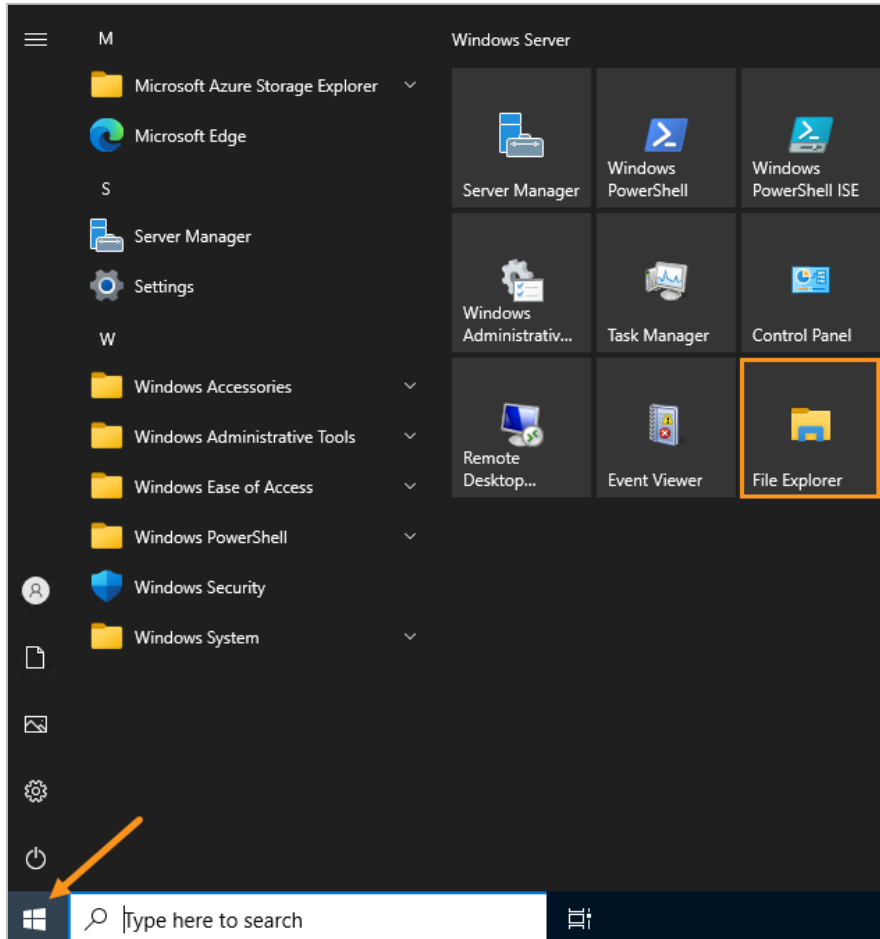 M
Microsoft Azure Storage Explorer
Microsoft Edge
S
Server Manager
Settings
W
Windows Accessories
Windows Administrative Tools
Windows Ease of Access
Windows PowerShell
Windows Security
Windows System
Windows Server
Server Manager
Windows
PowerShell
Windows
PowerShell ISE
Windows
Administrativ...
Task Manager
Control Panel
Remote
Desktop...
Event Viewer
File Explorer
Type here to search